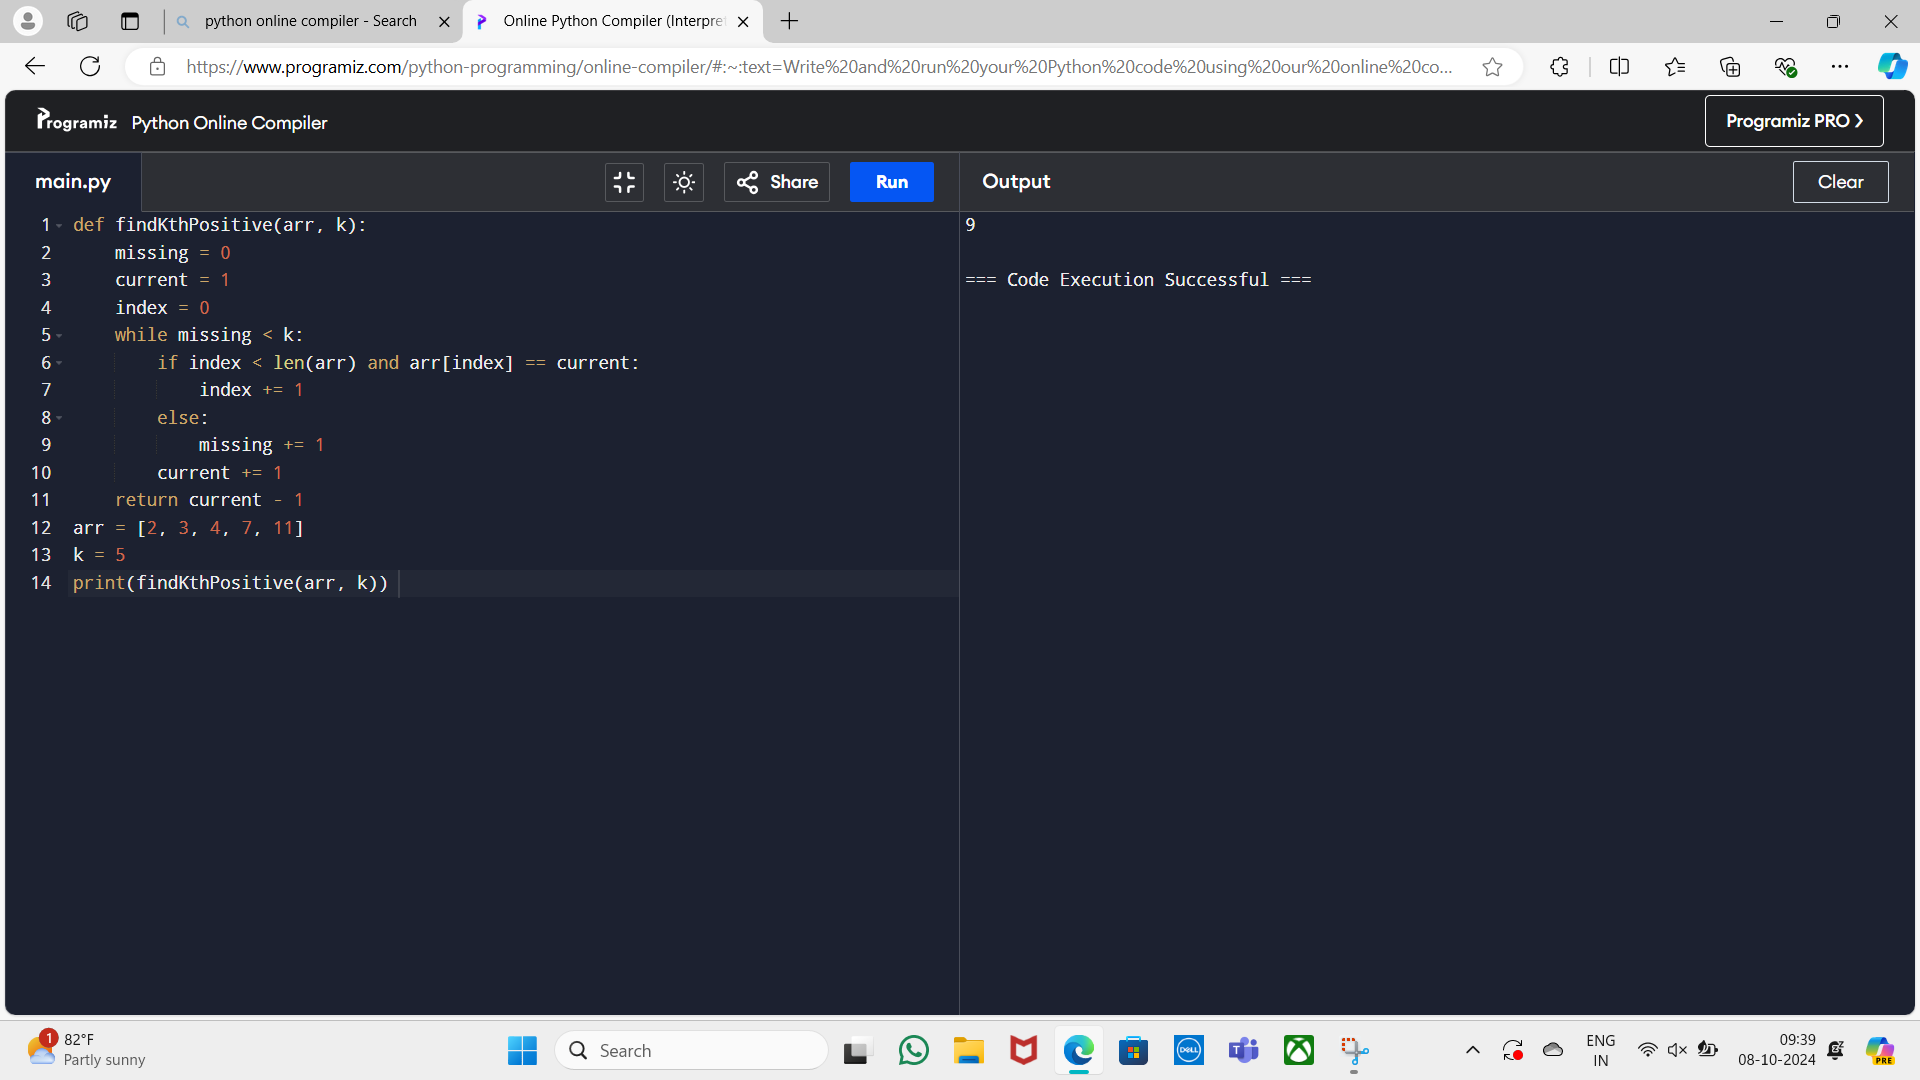 python online compiler - Search
Online Python Compiler (Interpre
https://www.programiz.com/python-programming/online-compiler/#:~:text=Write%20and%20run%20your%20Python%20code%20using%20our%20online%20co...
Programiz Python Online Compiler
Programiz PRO ❯
main.py
Share
Run
Output
Clear
1 def findKthPositive(arr, k):
2     missing = 0
3     current = 1
4     index = 0
5     while missing < k:
6         if index < len(arr) and arr[index] == current:
7             index += 1
8         else:
9             missing += 1
10         current += 1
11     return current - 1
12 arr = [2, 3, 4, 7, 11]
13 k = 5
14 print(findKthPositive(arr, k))
9
=== Code Execution Successful ===
1
82°F
Partly sunny
Search
DELL
ENG
IN
09:39
08-10-2024
PRE